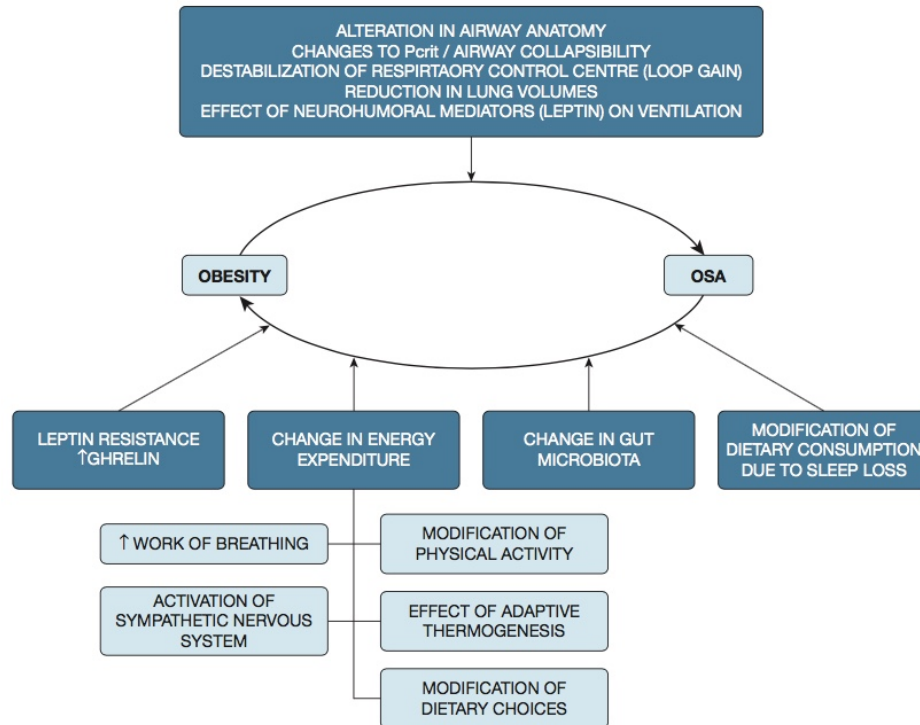 ALTERATION IN AIRWAY ANATOMY
CHANGES TO Pcrit / AIRWAY COLLAPSIBILITY
DESTABILIZATION OF RESPIRTAORY CONTROL CENTRE (LOOP GAIN)
REDUCTION IN LUNG VOLUMES
EFFECT OF NEUROHUMORAL MEDIATORS (LEPTIN) ON VENTILATION
OBESITY
OSA
LEPTIN RESISTANCE
↑GHRELIN
CHANGE IN ENERGY
EXPENDITURE
CHANGE IN GUT
MICROBIOTA
MODIFICATION OF
DIETARY CONSUMPTION
DUE TO SLEEP LOSS
↑ WORK OF BREATHING
MODIFICATION OF
PHYSICAL ACTIVITY
ACTIVATION OF
SYMPATHETIC NERVOUS
SYSTEM
EFFECT OF ADAPTIVE
THERMOGENESIS
MODIFICATION OF
DIETARY CHOICES